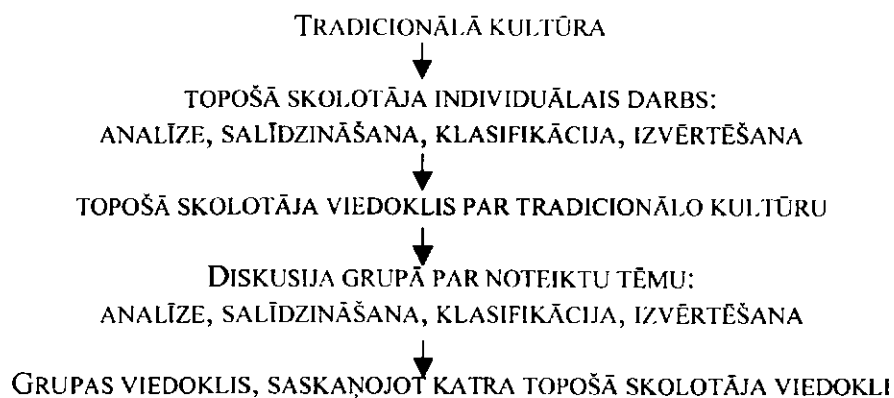 TRADICIONĀLĀ KULTŪRA
TOPOŠĀ SKOLOTĀJA INDIVIDUĀLAIS DARBS:
ANALĪZE, SALĪDZINĀŠANA, KLASIFIKĀCIJA, IZVĒRTĒŠANA
TOPOŠĀ SKOLOTĀJA VIEDOKLIS PAR TRADICIONĀLO KULTŪRU
DISKUSIJA GRUPĀ PAR NOTEIKTU TĒMU:
ANALĪZE, SALĪDZINĀŠANA, KLASIFIKĀCIJA, IZVĒRTĒŠANA
GRUPAS VIEDOKLIS, SASKAŅOJOT KATRA TOPOŠĀ SKOLOTĀJA VIEDOKLI